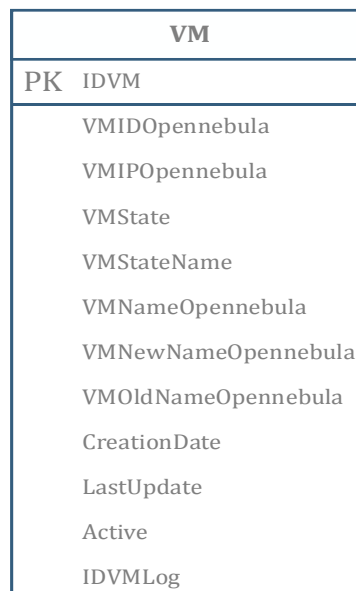 VM
PK IDVM
VMIDOpennebula
VMIPOpennebula
VMState
VMStateName
VMNameOpennebula
VMNewNameOpennebula
VMOldNameOpennebula
CreationDate
LastUpdate
Active
IDVMLog